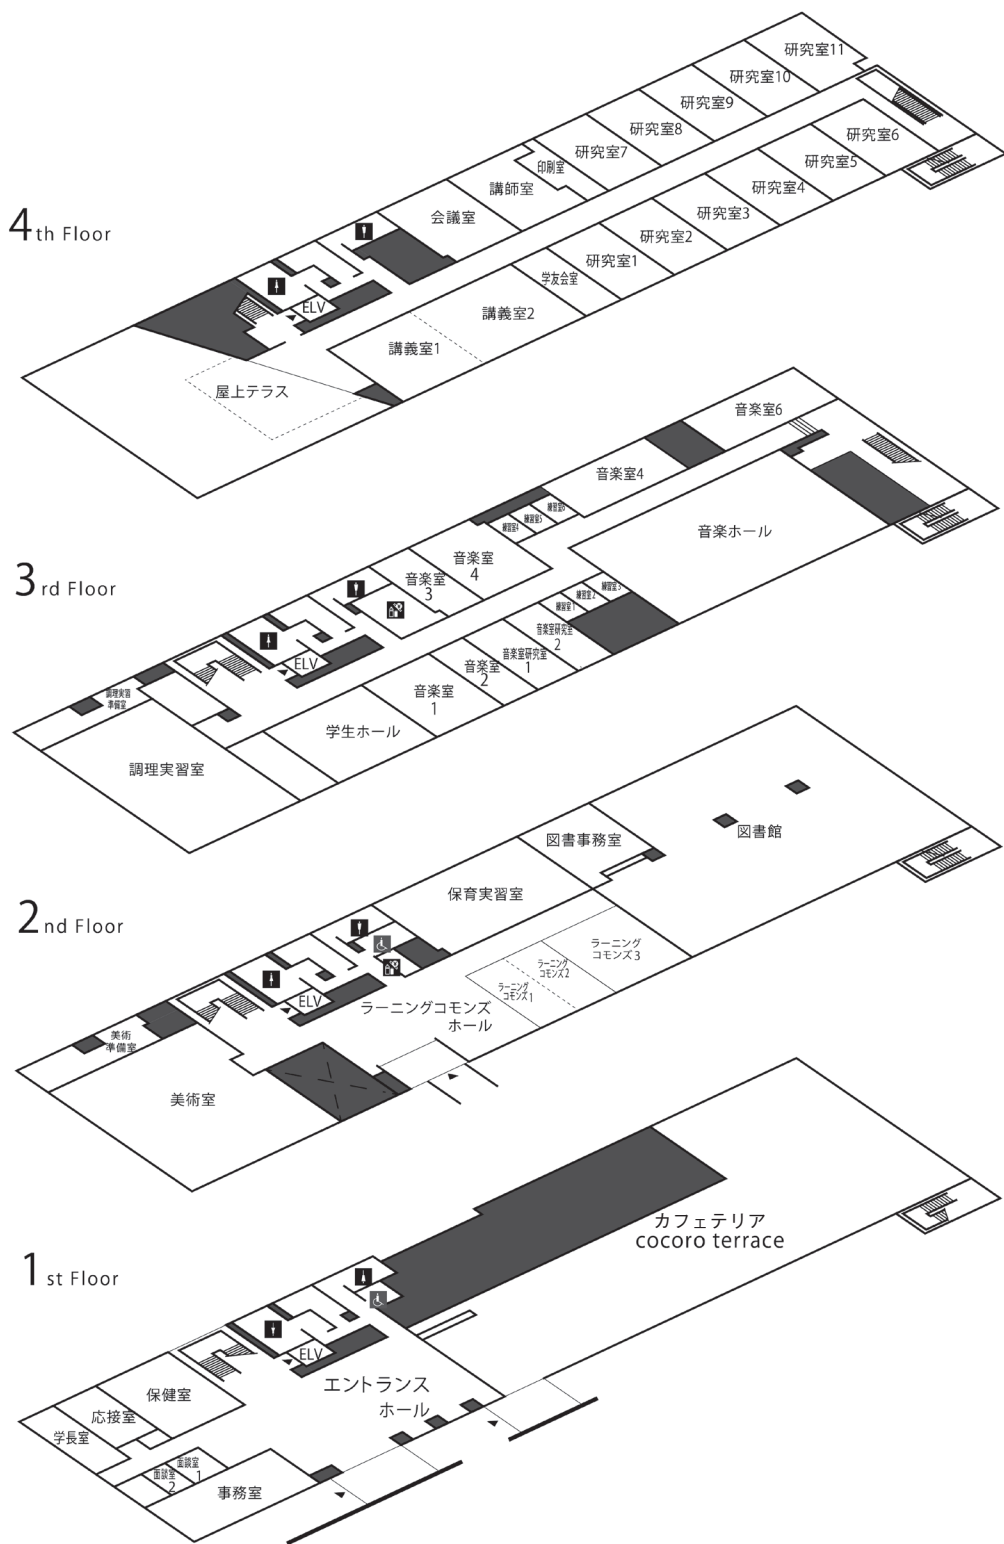 4th Floor
研究室11
研究室10
研究室9
研究室8
研究室7
印刷室
講師室
会議室
研究室6
研究室5
研究室4
研究室3
研究室2
研究室1
学友会室
講義室2
講義室1
ELV
屋上テラス
3rd Floor
音楽室6
音楽室4
練習室6
練習室5
練習室4
音楽ホール
音楽室
4
音楽室
3
練習室3
練習室2
練習室1
音楽室研究室
2
音楽室研究室
1
音楽室
2
音楽室
1
学生ホール
ELV
調理実習
準備室
調理実習室
2nd Floor
図書館
図書事務室
保育実習室
ラーニング
コモンズ3
ラーニング
コモンズ2
ラーニング
コモンズ1
ラーニングコモンズ
ホール
ELV
美術
準備室
美術室
1st Floor
カフェテリア
cocoro terrace
ELV
エントランス
ホール
保健室
応接室
学長室
面談室
1
面談室
2
事務室